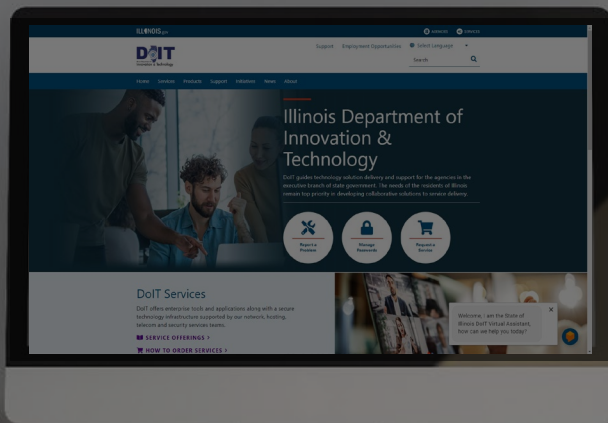 ILLINOIS.gov
AGENCIES SERVICES
Support Employment Opportunities Select Language
DoIT
Innovation & Technology
Search
Home Services Products Support Initiatives News About
Illinois Department of
Innovation &
Technology
DoIT guides technology solution delivery and support for the agencies in the
executive branch of state government. The needs of the residents of Illinois
remain top priority in developing collaborative solutions to service delivery.
Report a
Problem
Manage
Passwords
Request a
Service
DoIT Services
DoIT offers enterprise tools and applications along with a secure
technology infrastructure supported by our network, hosting,
telecom and security services teams.
SERVICE OFFERINGS >
HOW TO ORDER SERVICES >
Welcome, I am the State of
Illinois DoIT Virtual Assistant,
how can we help you today?